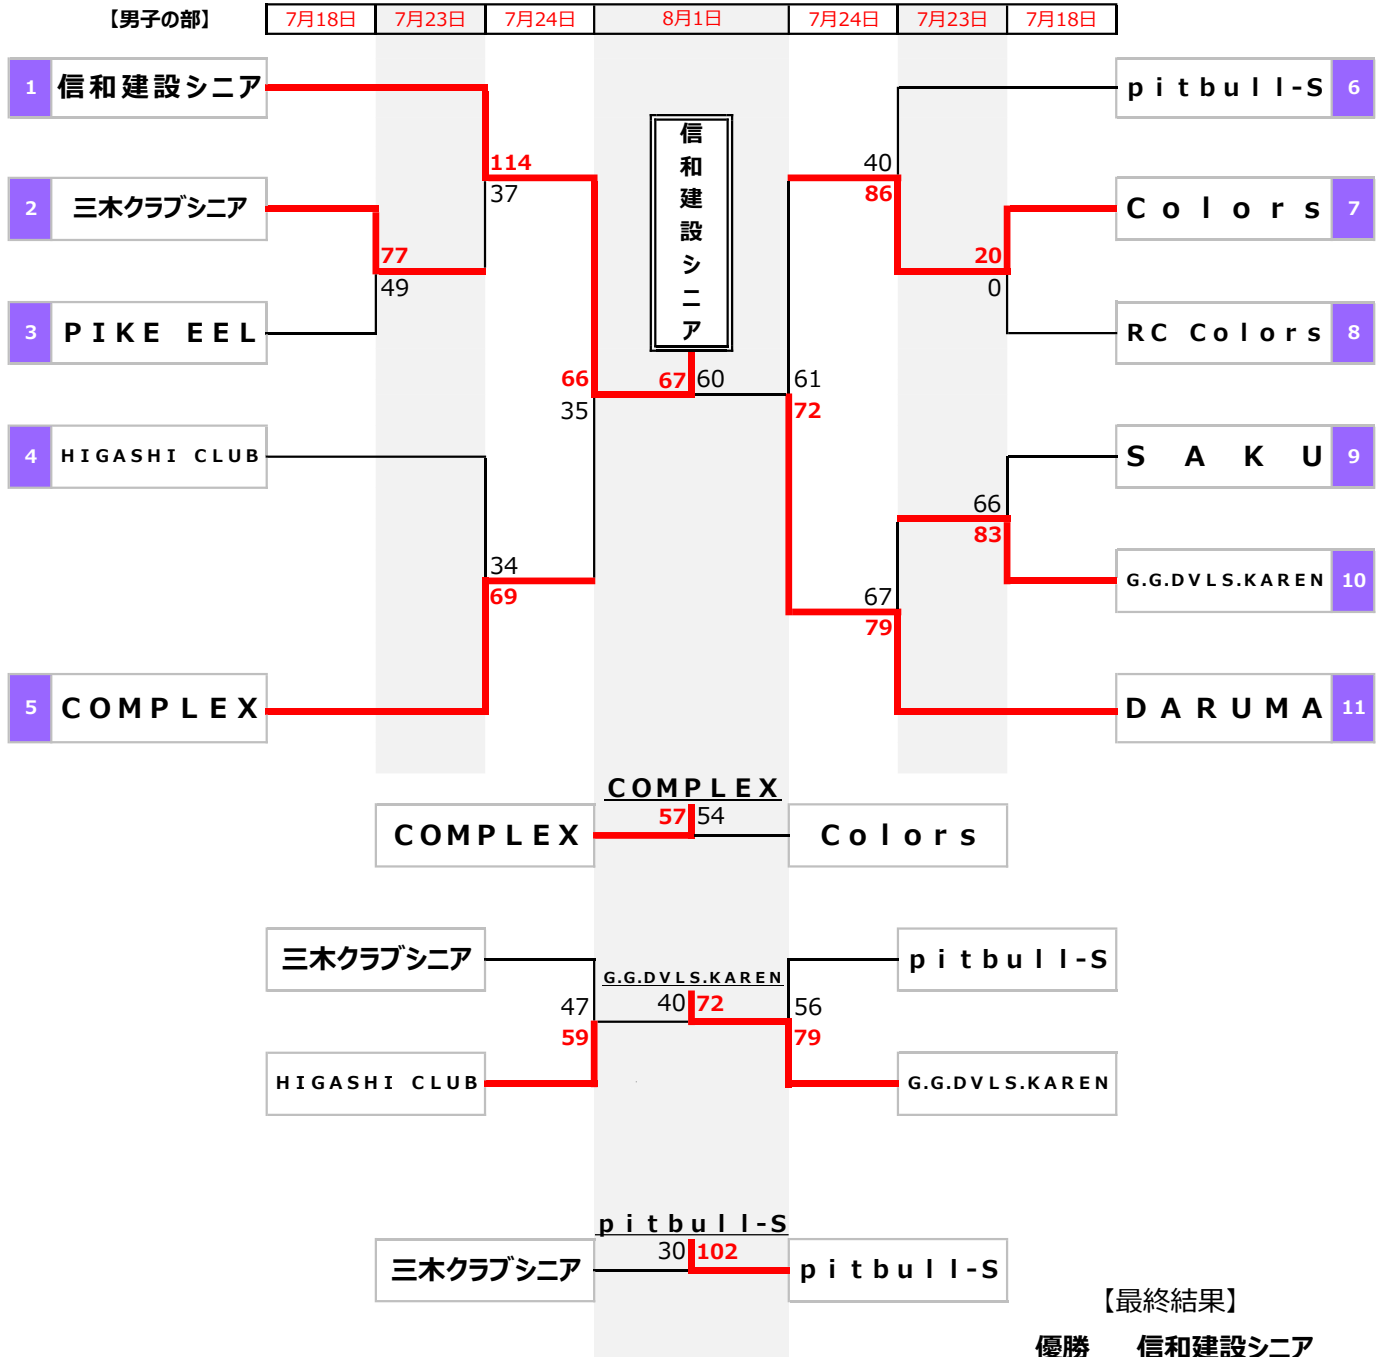 【男子の部】 7月18日 7月23日 7月24日 8月1日 7月24日 7月23日 7月18日
1 信和建設シニア
pitbull-S 6
信和建設シニア
114
37
40
86
2 三木クラブシニア
Colors 7
77
49
20
0
3 PIKE EEL
RC Colors 8
66
35
67 60
61
72
4 HIGASHI CLUB
SAKU 9
66
83
34
69
G.G.DVLS.KAREN 10
67
79
5 COMPLEX
DARUMA 11
COMPLEX
COMPLEX 57 54 Colors
三木クラブシニア
pitbull-S
G.G.DVLS.KAREN
47 40 72 56
59 79
HIGASHI CLUB
G.G.DVLS.KAREN
pitbull-S
30 102
三木クラブシニア pitbull-S
【最終結果】
優勝 信和建設シニア